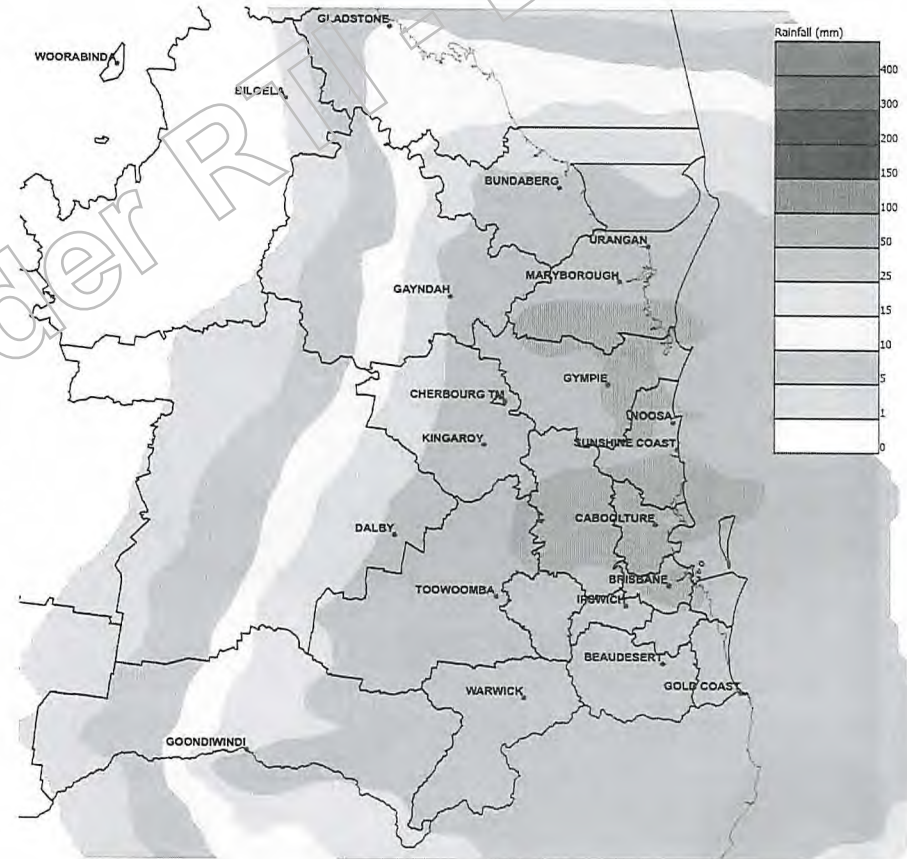 GLADSTONE
Rainfall (mm)
WOORABINDA
400
BILOELA
300
200
150
BUNDABERG
100
50
URANGAN
MARYBOROUGH
25
GAYNDAH
15
10
GYMPIE
5
CHERBOURG TM
NOOSA
1
KINGAROY
SUNSHINE COAST
0
CABOOLTURE
DALBY
BRISBANE
TOOWOOMBA
IPSWICH
BEAUDESERT
GOLD COAST
WARWICK
GOONDIWINDI
der RTI